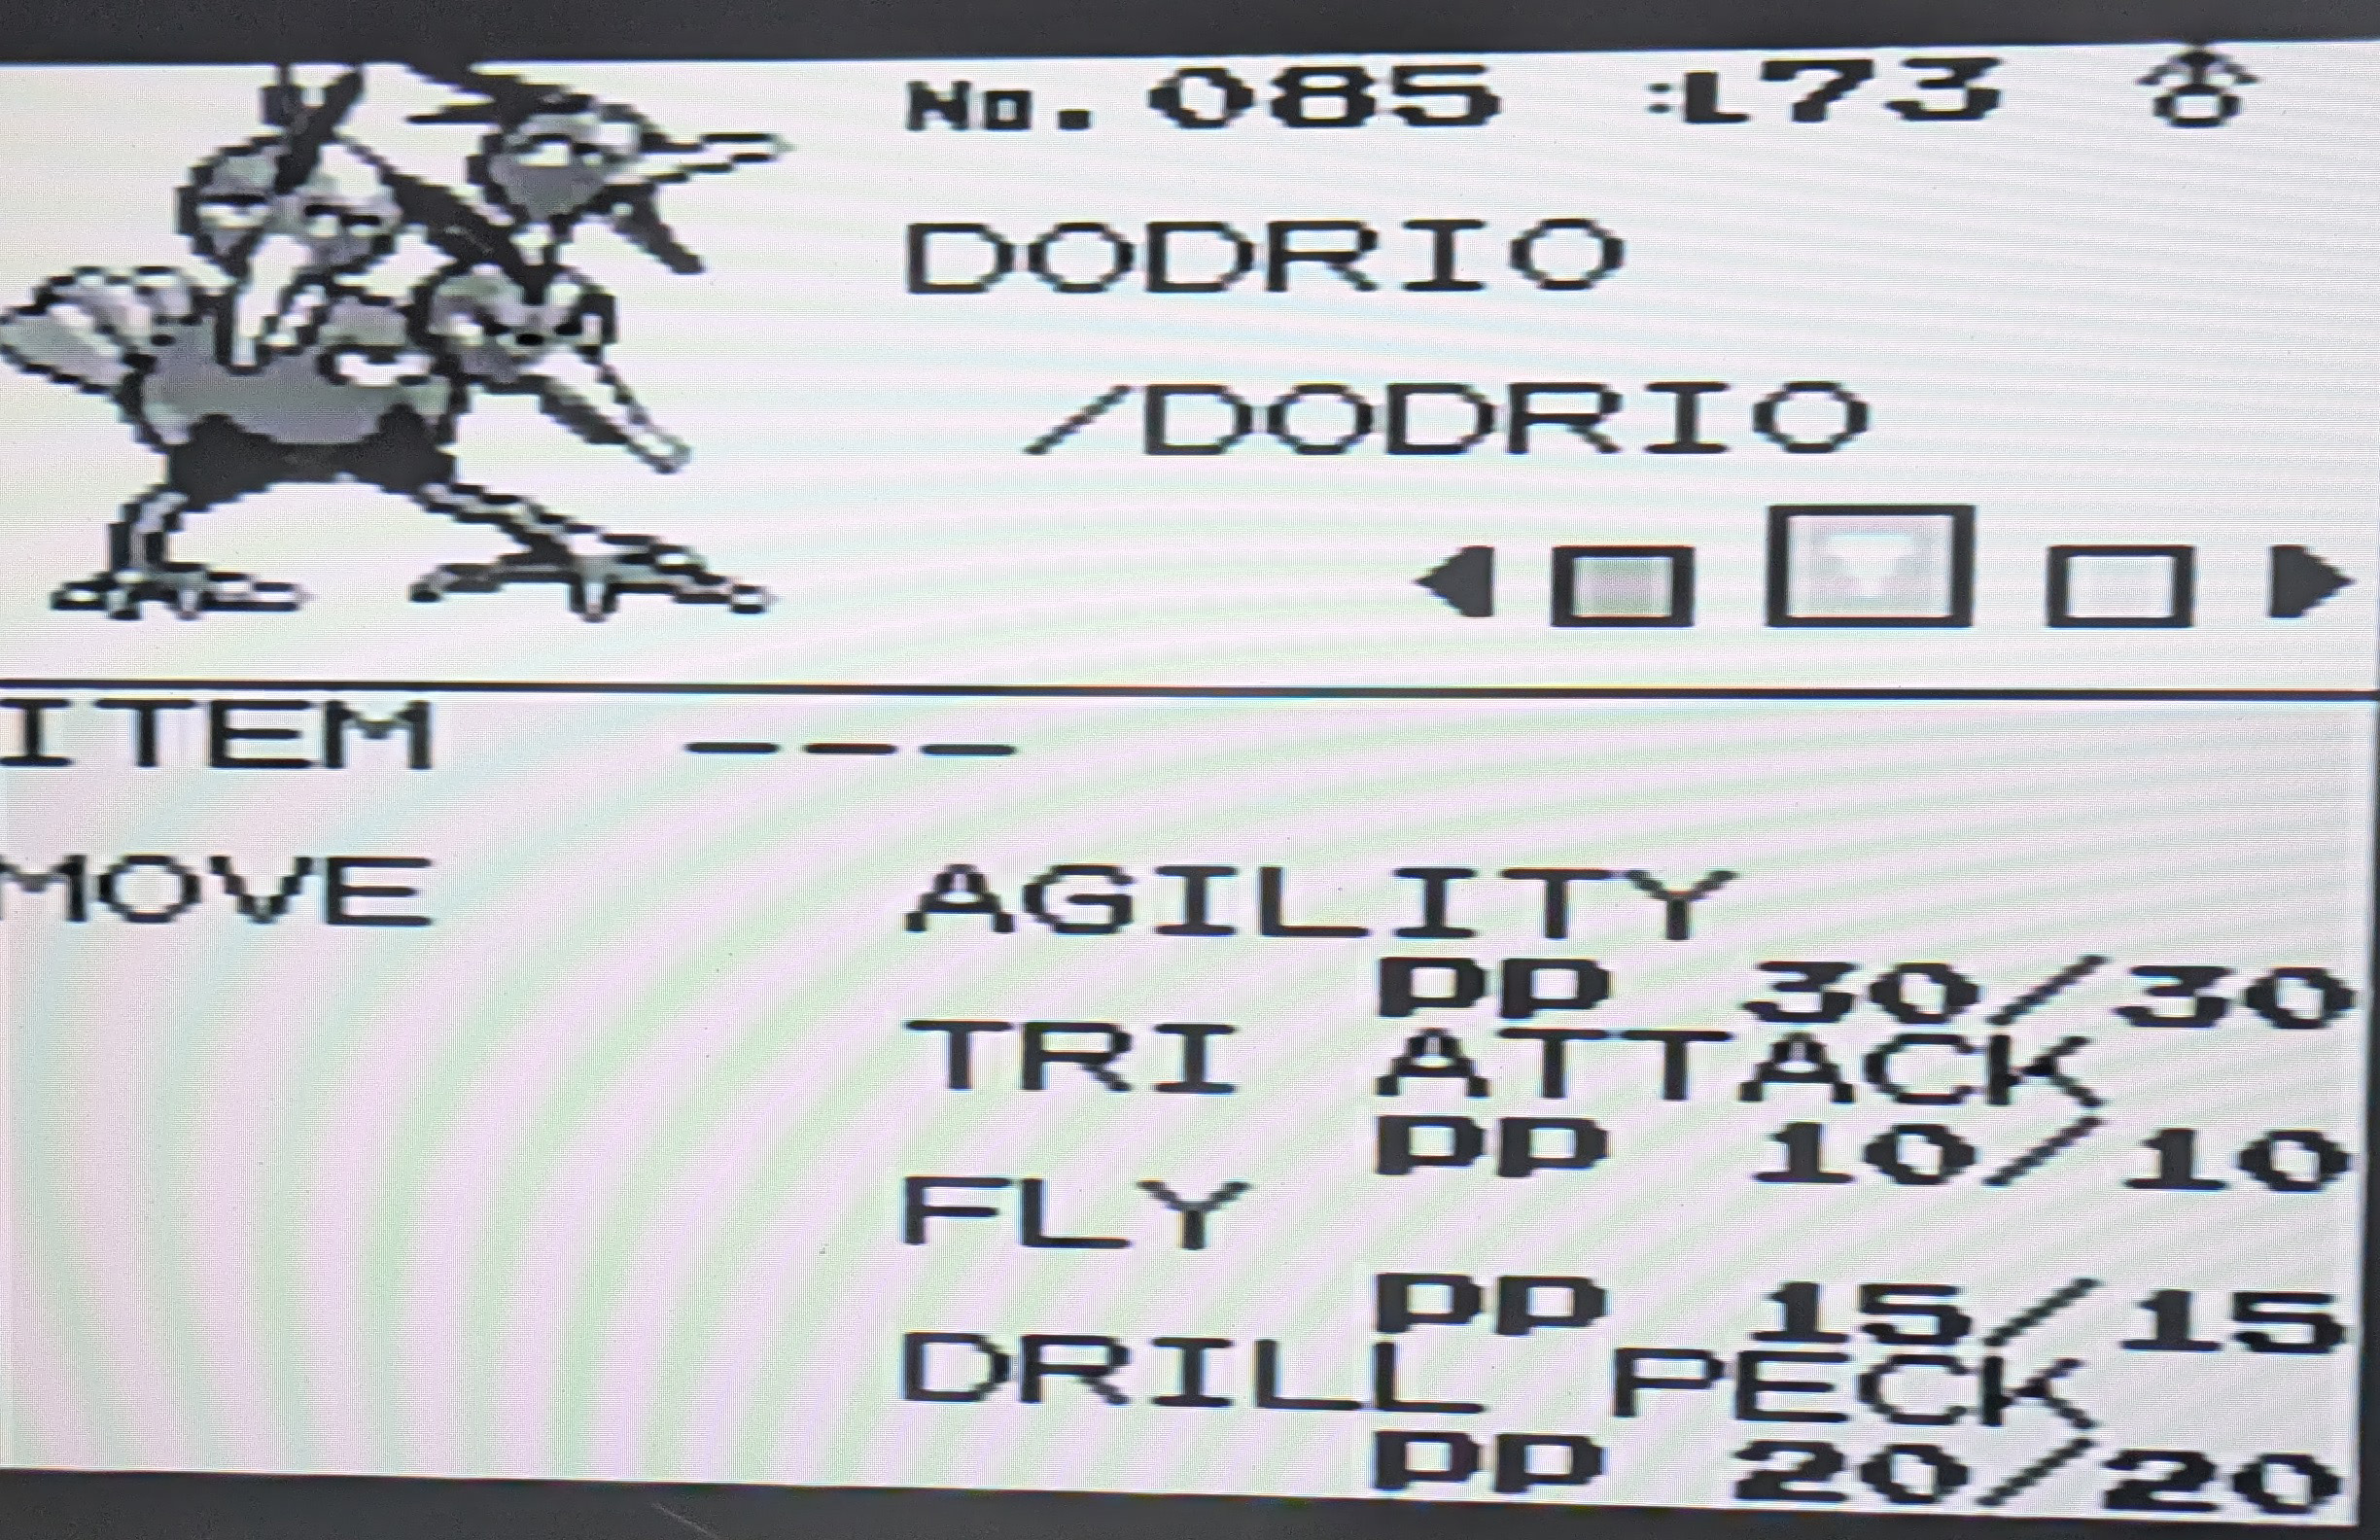 No.085 :L73 ♂
DODRIO
/DODRIO
ITEM ---
MOVE AGILITY
PP 30/30
TRI ATTACK
PP 10/10
FLY
PP 15/15
DRILL PECK
PP 20/20